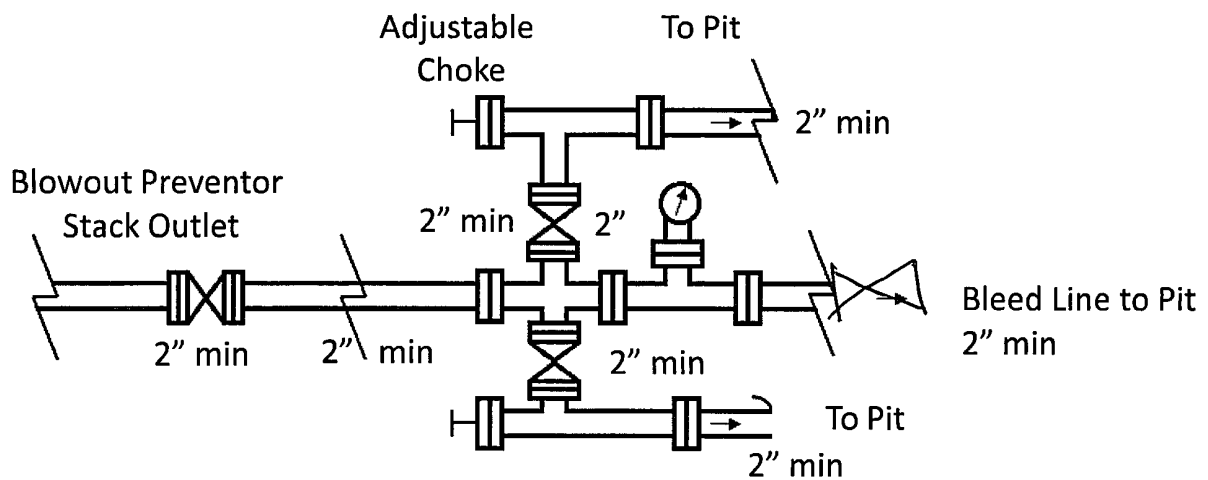 Adjustable
Choke
To Pit
2” min
Blowout Preventor
Stack Outlet
2” min
2”
2” min
2” min
2” min
Bleed Line to Pit
2” min
To Pit
2” min